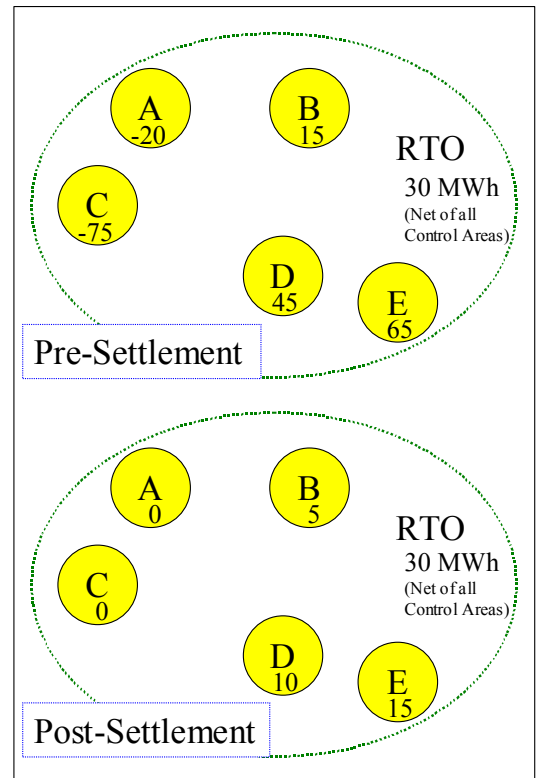 A
-20
B
15
RTO
30 MWh
(Net of all
Control Areas)
C
-75
D
45
E
65
Pre-Settlement
A
0
B
5
RTO
30 MWh
(Net of all
Control Areas)
C
0
D
10
E
15
Post-Settlement